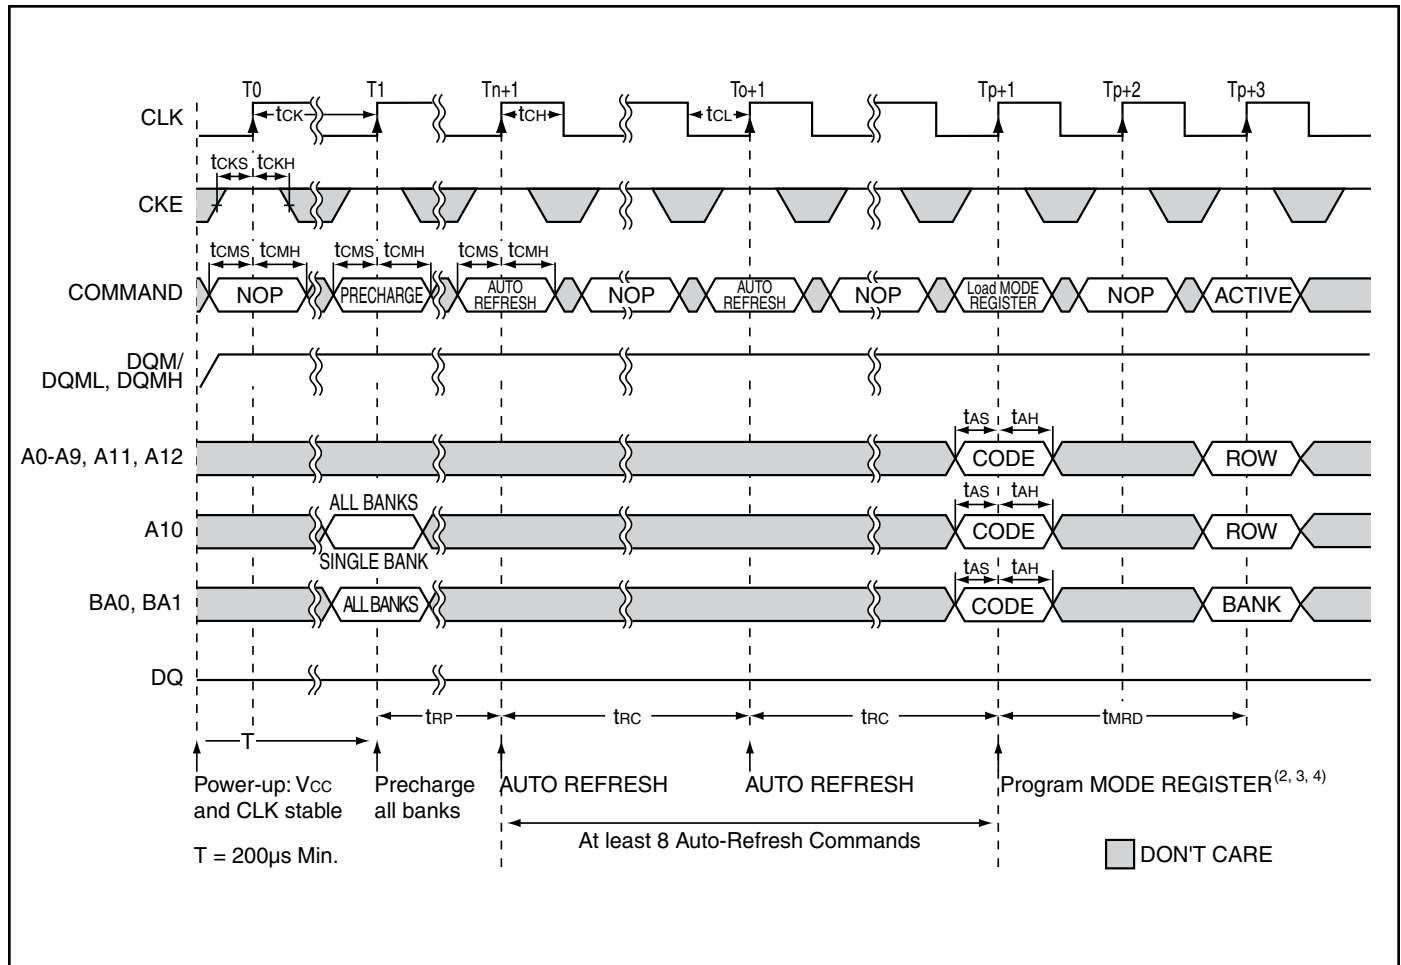 T0 T1 Tn+1 To+1 Tp+1 Tp+2 Tp+3
CLK tCK tCH tCL
tCKS tCKH
CKE
tCMS tCMH tCMS tCMH tCMS tCMH
COMMAND NOP PRECHARGE AUTO REFRESH NOP AUTO REFRESH NOP Load MODE REGISTER NOP ACTIVE
DQM/
DQML, DQMH
tAS tAH
A0-A9, A11, A12 CODE ROW
ALL BANKS tAS tAH
A10 CODE ROW
SINGLE BANK tAS tAH
BA0, BA1 ALL BANKS CODE BANK
DQ
tRP tRC tRC tMRD
T
Power-up: VCC Precharge AUTO REFRESH AUTO REFRESH Program MODE REGISTER(2, 3, 4)
and CLK stable all banks
At least 8 Auto-Refresh Commands
T = 200µs Min. DON'T CARE